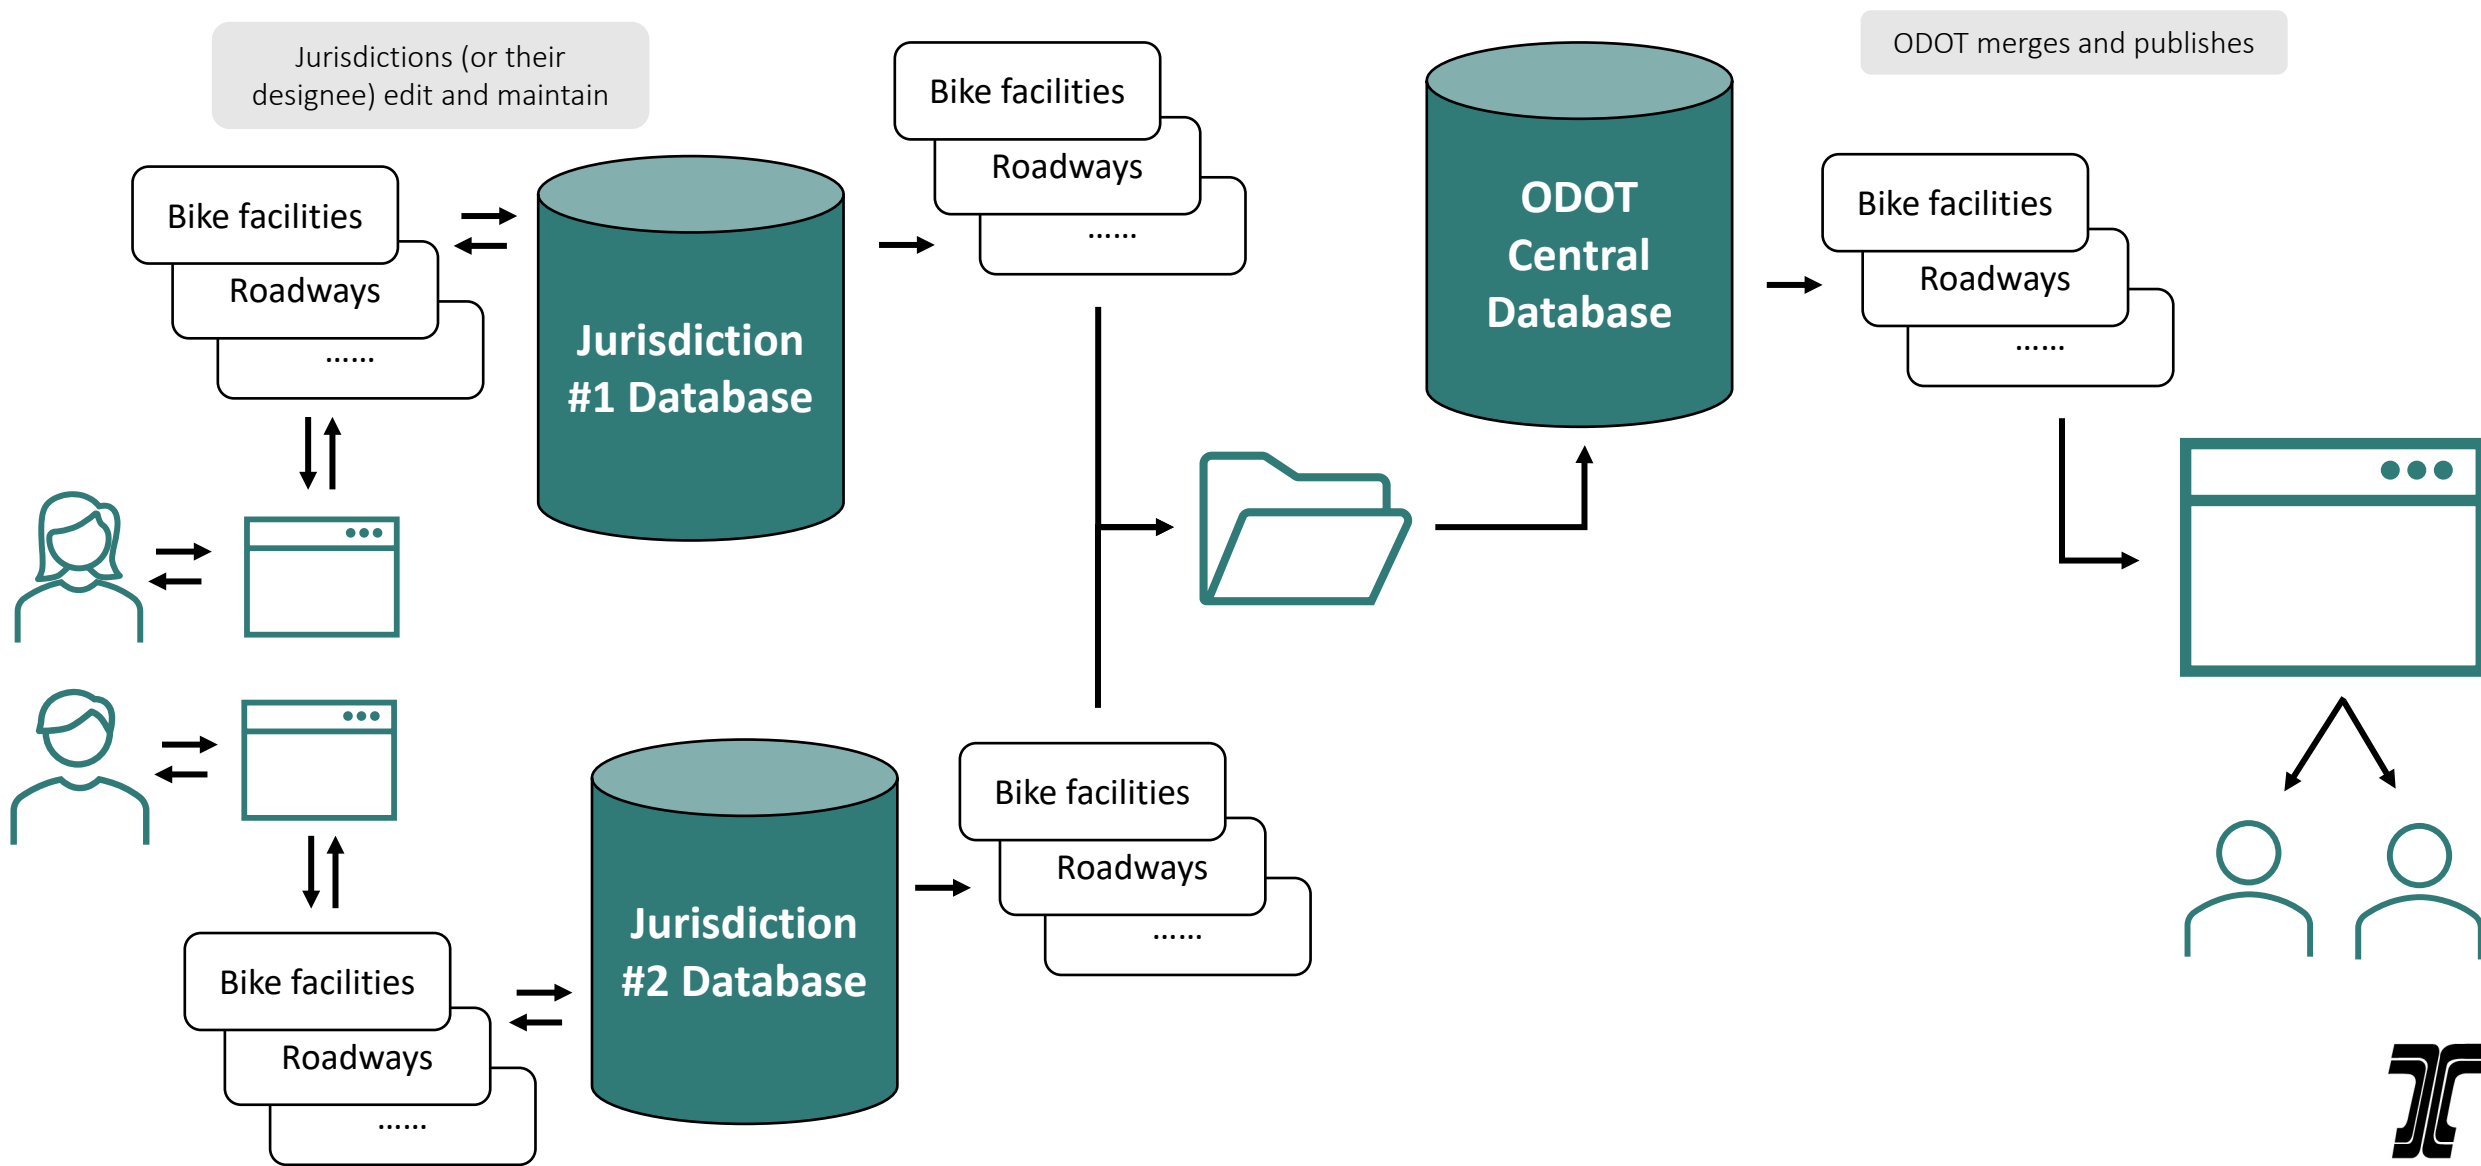 Jurisdictions (or their
designee) edit and maintain
ODOT merges and publishes
Bike facilities
Roadways
......
Jurisdiction
#1 Database
Bike facilities
Roadways
......
ODOT
Central
Database
Bike facilities
Roadways
......
Bike facilities
Roadways
......
Jurisdiction
#2 Database
Bike facilities
Roadways
......